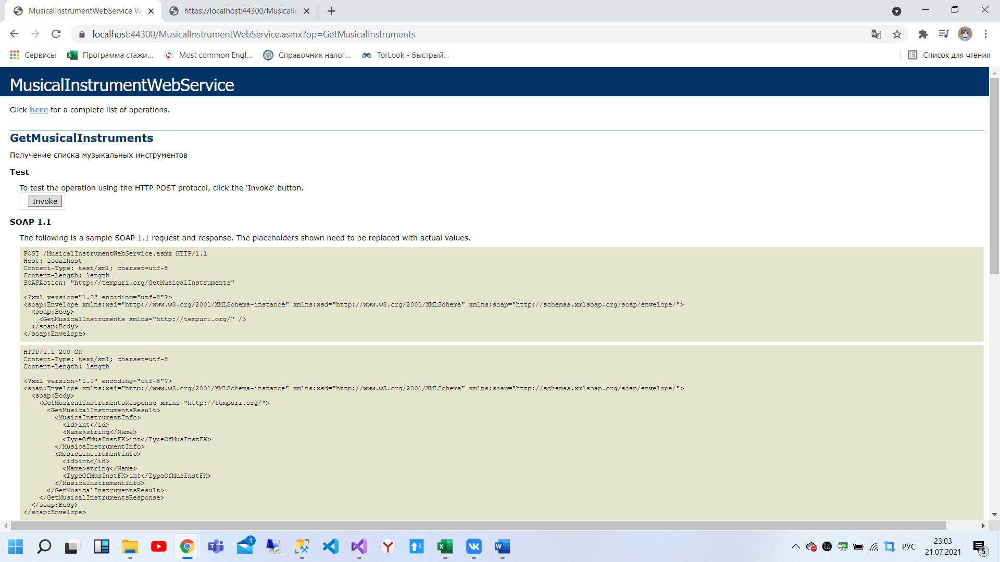 MusicalInstrumentWebService W
https://localhost:44300/MusicalIn
localhost:44300/MusicalInstrumentWebService.asmx?op=GetMusicalInstruments
Сервисы
Программа стажи...
Most common Engl...
Справочник налог...
TorLook - быстрый...
Список для чтения
MusicalInstrumentWebService
Click here for a complete list of operations.
GetMusicalInstruments
Получение списка музыкальных инструментов
Test
To test the operation using the HTTP POST protocol, click the 'Invoke' button.
Invoke
SOAP 1.1
The following is a sample SOAP 1.1 request and response. The placeholders shown need to be replaced with actual values.
POST /MusicalInstrumentWebService.asmx HTTP/1.1
Host: localhost
Content-Type: text/xml; charset=utf-8
Content-Length: length
SOAPAction: "http://tempuri.org/GetMusicalInstruments"
<?xml version="1.0" encoding="utf-8"?>
<soap:Envelope xmlns:xsi="http://www.w3.org/2001/XMLSchema-instance" xmlns:xsd="http://www.w3.org/2001/XMLSchema" xmlns:soap="http://schemas.xmlsoap.org/soap/envelope/">
<soap:Body>
<GetMusicalInstruments xmlns="http://tempuri.org/" />
</soap:Body>
</soap:Envelope>
HTTP/1.1 200 OK
Content-Type: text/xml; charset=utf-8
Content-Length: length
<?xml version="1.0" encoding="utf-8"?>
<soap:Envelope xmlns:xsi="http://www.w3.org/2001/XMLSchema-instance" xmlns:xsd="http://www.w3.org/2001/XMLSchema" xmlns:soap="http://schemas.xmlsoap.org/soap/envelope/">
<soap:Body>
<GetMusicalInstrumentsResponse xmlns="http://tempuri.org/">
<GetMusicalInstrumentsResult>
<MusicaInstrumentInfo>
<id>int</id>
<Name>string</Name>
<TypeOfMusInstFK>int</TypeOfMusInstFK>
</MusicaInstrumentInfo>
<MusicaInstrumentInfo>
<id>int</id>
<Name>string</Name>
<TypeOfMusInstFK>int</TypeOfMusInstFK>
</MusicaInstrumentInfo>
</GetMusicalInstrumentsResult>
</GetMusicalInstrumentsResponse>
</soap:Body>
</soap:Envelope>
1
РУС
23:03
21.07.2021
5